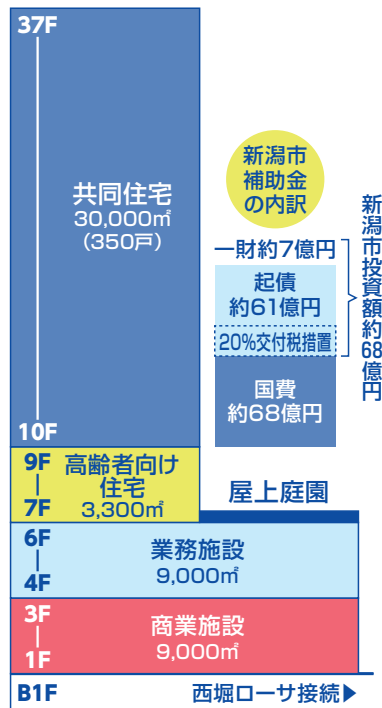 37F
共同住宅
30,000㎡
(350戸)
10F
9F
7F
高齢者向け
住宅
3,300㎡
6F
4F
業務施設
9,000㎡
3F
1F
商業施設
9,000㎡
B1F
西堀ローサ接続▶
屋上庭園
新潟市
補助金
の内訳
一財約7億円
起債
約61億円
20%交付税措置
国費
約68億円
新潟市投資額約68億円